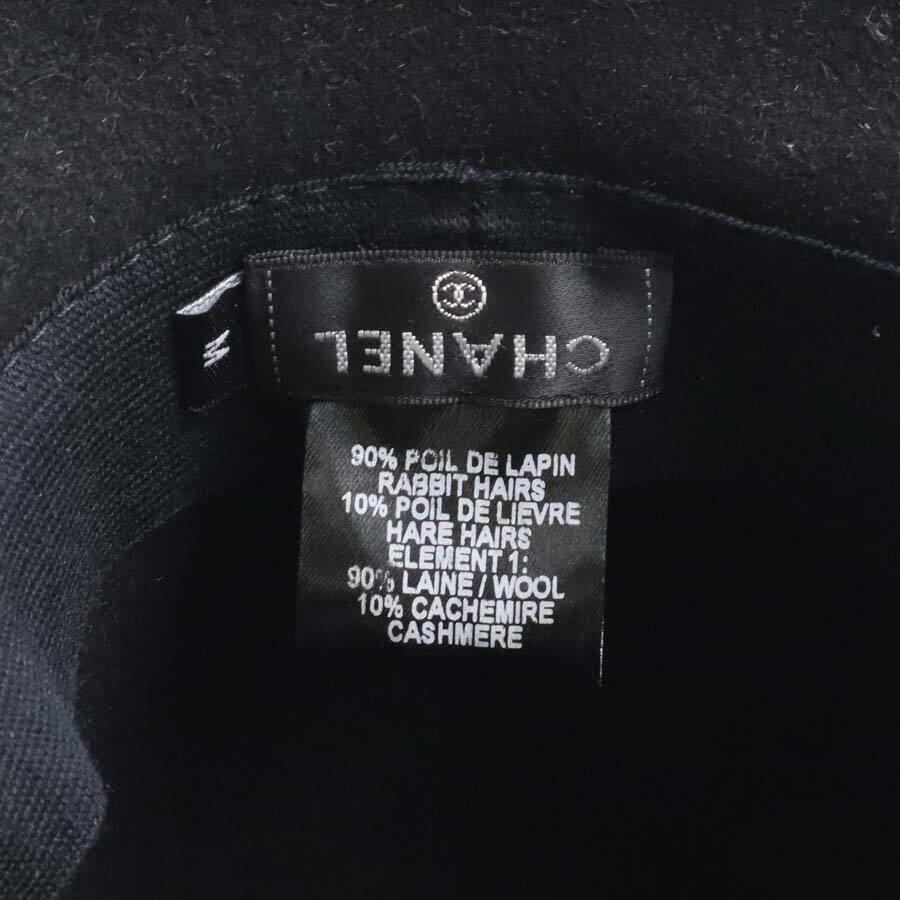 M
CHANEL
90% POIL DE LAPIN
RABBIT HAIRS
10% POIL DE LIEVRE
HARE HAIRS
ELEMENT 1:
90% LAINE / WOOL
10% CACHEMIRE
CASHMERE